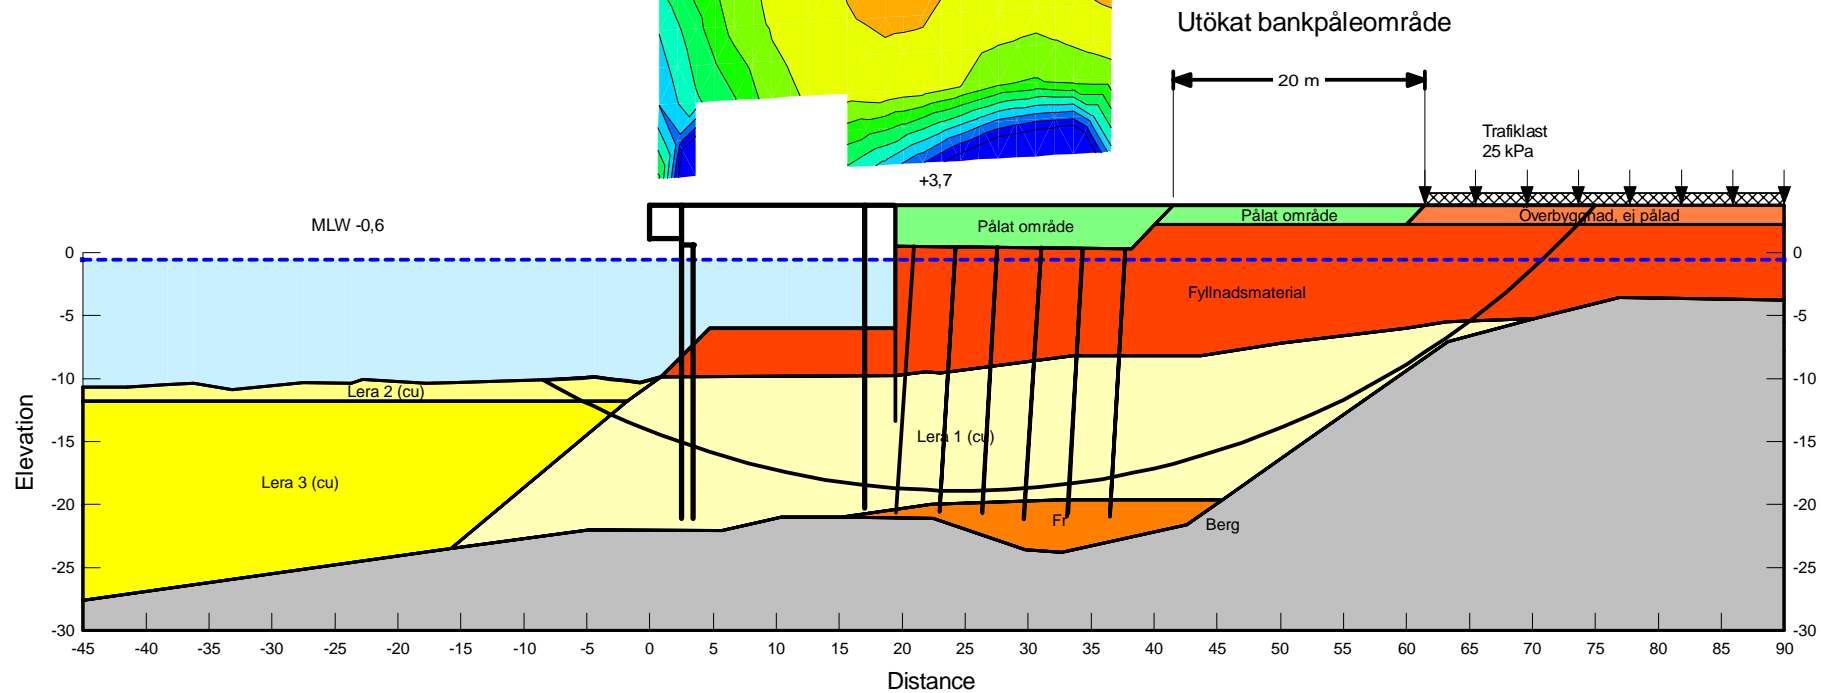 Utökat bankpåleområde
20 m
Trafiklast
25 kPa
+3,7
MLW -0,6
Pålat område
Pålat område
Överbyggnad, ej pålad
Fyllnadsmaterial
Lera 2 (cu)
Lera 1 (cu)
Lera 3 (cu)
Fr
Berg
Elevation
0
-5
-10
-15
-20
-25
-30
0
-5
-10
-15
-20
-25
-30
-45 -40 -35 -30 -25 -20 -15 -10 -5 0 5 10 15 20 25 30 35 40 45 50 55 60 65 70 75 80 85 90
Distance